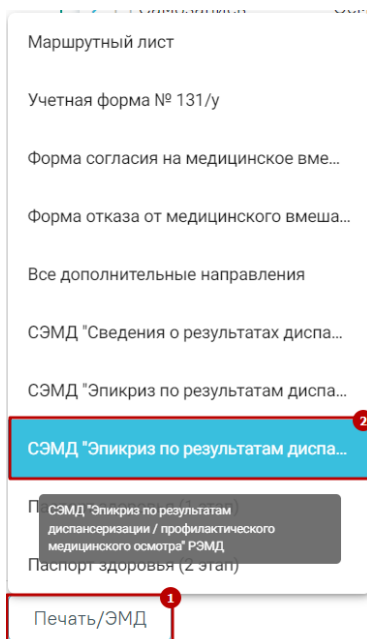 Маршрутный лист
Учетная форма № 131/у
Форма согласия на медицинское вме...
Форма отказа от медицинского вмеша...
Все дополнительные направления
СЭМД "Сведения о результатах диспа...
СЭМД "Эпикриз по результатам диспа...
2
СЭМД "Эпикриз по результатам диспа...
СЭМД "Эпикриз по результатам
диспансеризации / профилактического
медицинского осмотра" РЭМД
Паспорт здоровья (2 этап)
1
Печать/ЭМД